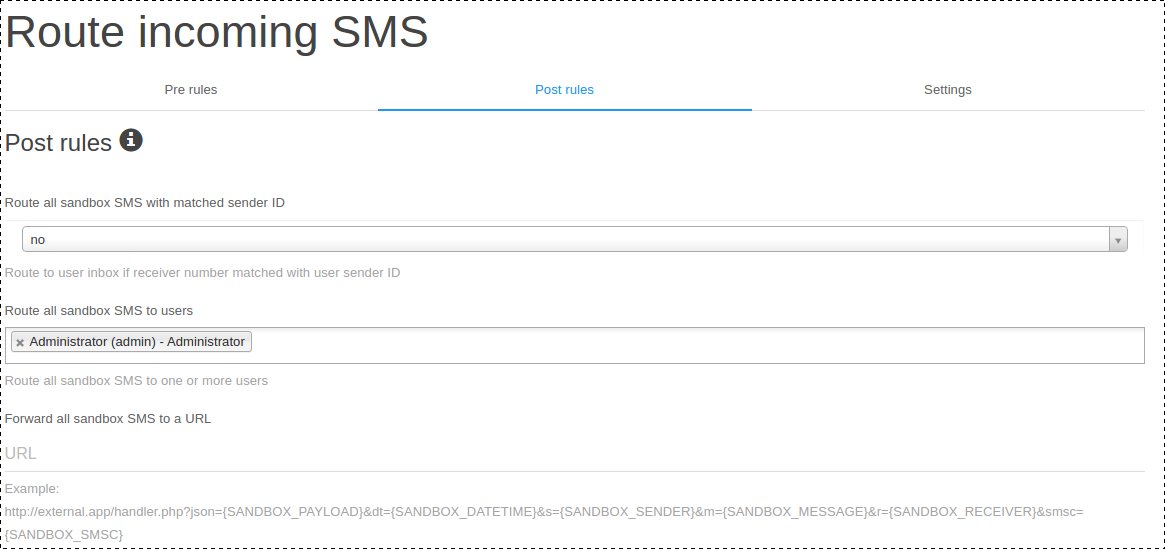 Route incoming SMS
Pre rules
Post rules
Settings
Post rules
Route all sandbox SMS with matched sender ID
no
Route to user inbox if receiver number matched with user sender ID
Route all sandbox SMS to users
Administrator (admin) - Administrator
Route all sandbox SMS to one or more users
Forward all sandbox SMS to a URL
URL
Example:
http://external.app/handler.php?json={SANDBOX_PAYLOAD}&dt={SANDBOX_DATETIME}&s={SANDBOX_SENDER}&m={SANDBOX_MESSAGE}&r={SANDBOX_RECEIVER}&smsc=
{SANDBOX_SMSC}